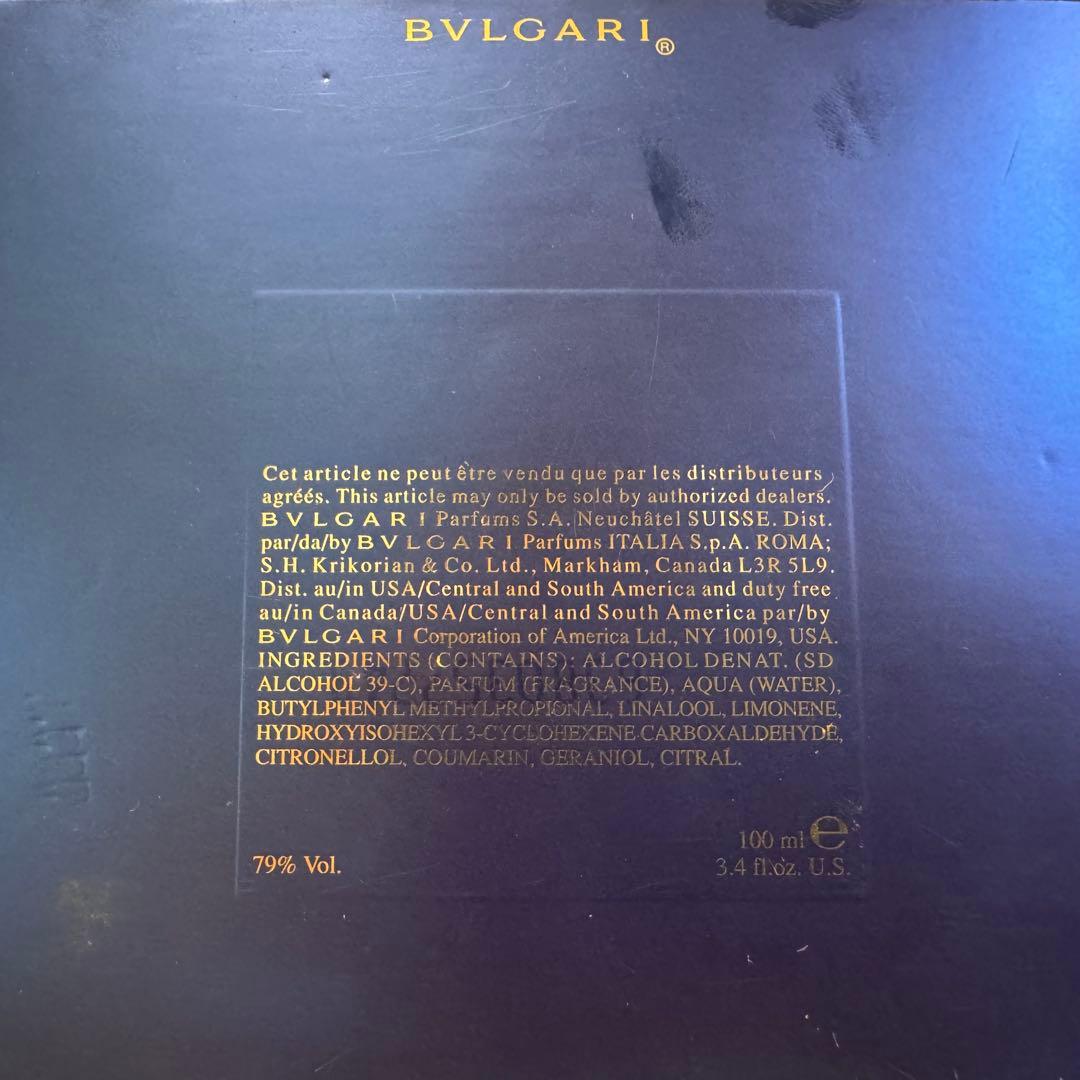 BVLGARI®
Cet article ne peut être vendu que par les distributeurs
agréés. This article may only be sold by authorized dealers.
BVLGARI Parfums S.A. Neuchâtel SUISSE. Dist.
par/da/by BVLGARI Parfums ITALIA S.p.A. ROMA;
S.H. Krikorian & Co. Ltd., Markham, Canada L3R 5L9.
Dist. au/in USA/Central and South America and duty free
au/in Canada/USA/Central and South America par/by
BVLGARI Corporation of America Ltd., NY 10019, USA.
INGREDIENTS (CONTAINS): ALCOHOL DENAT. (SD
ALCOHOL 39-C), PARFUM (FRAGRANCE), AQUA (WATER),
BUTYLPHENYL METHYLPROPIONAL, LINALOOL, LIMONENE,
HYDROXYISOHEXYL 3-CYCLOHEXENE CARBOXALDEHYDE,
CITRONELLOL, COUMARIN, GERANIOL, CITRAL.
100 ml e
79% Vol.
3.4 fl.oz. U.S.